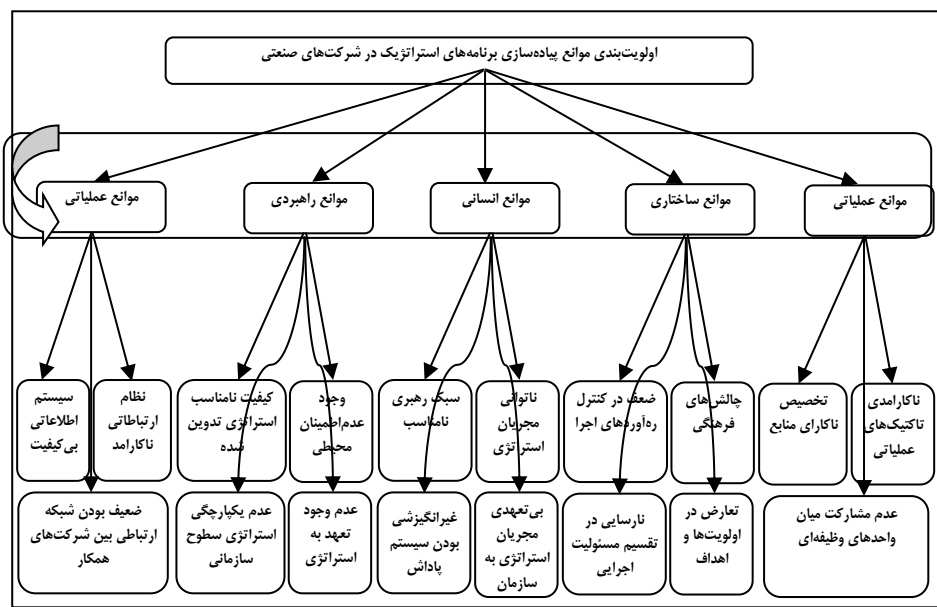 اولویت‌بندی موانع پیاده‌سازی برنامه‌های استراتژیک در شرکت‌های صنعتی
موانع عملیاتی
موانع ساختاری
موانع انسانی
موانع راهبردی
موانع عملیاتی
ناکارامدی
تاکتیک‌های
عملیاتی
تخصیص
ناکارای منابع
چالش‌های
فرهنگی
ضعف در کنترل
ره‌آوردهای اجرا
ناتوانی
مجریان
استراتژی
سبک رهبری
نامناسب
وجود
عدم‌اطمینان
محیطی
کیفیت نامناسب
استراتژی تدوین
شده
نظام
ارتباطاتی
ناکارامد
سیستم
اطلاعاتی
بی‌کیفیت
عدم مشارکت میان
واحدهای وظیفه‌ای
تعارض در
اولویت‌ها و
اهداف
نارسایی در
تقسیم مسئولیت
اجرایی
بی‌تعهدی
مجریان
استراتژی به
سازمان
غیرانگیزشی
بودن سیستم
پاداش
عدم وجود
تعهد به
استراتژی
عدم یکپارچگی
استراتژی سطوح
سازمانی
ضعیف بودن شبکه
ارتباطی بین شرکت‌های
همکار